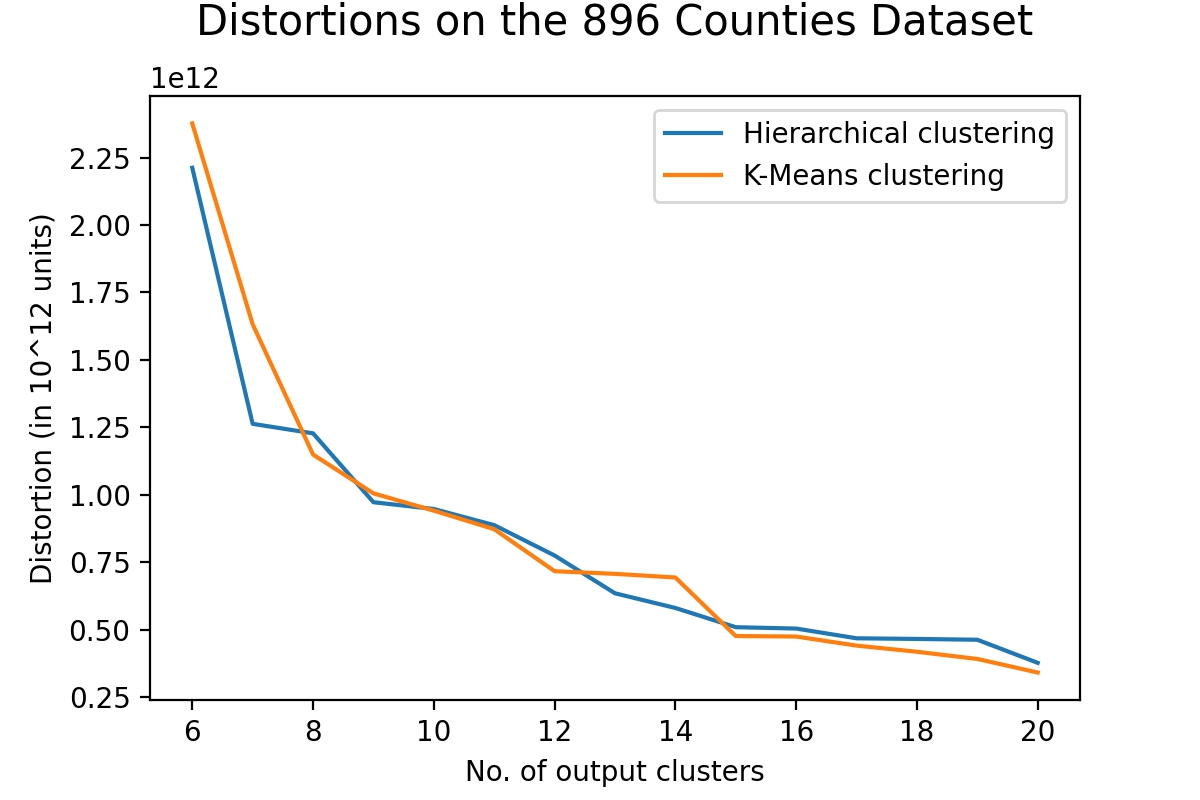 Distortions on the 896 Counties Dataset
1e12
Hierarchical clustering
K-Means clustering
2.25
2.00
1.75
1.50
1.25
1.00
0.75
0.50
0.25
Distortion (in 10^12 units)
6 8 10 12 14 16 18 20
No. of output clusters